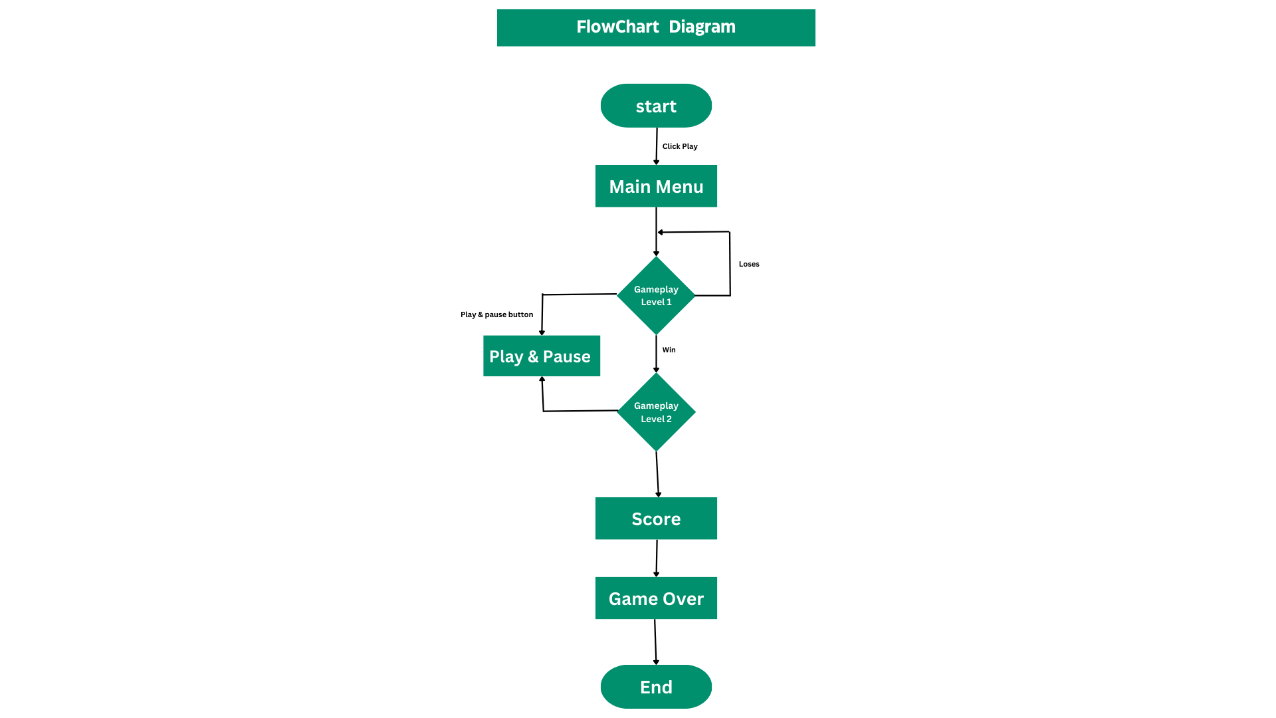 FlowChart Diagram
start
Click Play
Main Menu
Loses
Gameplay
Level 1
Play & pause button
Play & Pause
Win
Gameplay
Level 2
Score
Game Over
End